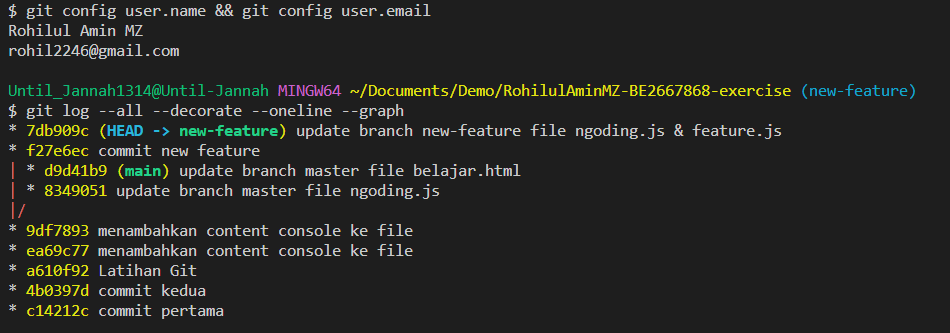 $ git config user.name && git config user.email
Rohilul Amin MZ
rohil2246@gmail.com
Until_Jannah1314@Until-Jannah MINGW64 ~/Documents/Demo/RohilulAminMZ-BE2667868-exercise (new-feature)
$ git log --all --decorate --oneline --graph
* 7db909c (HEAD -> new-feature) update branch new-feature file ngoding.js & feature.js
* f27e6ec commit new feature
| * d9d41b9 (main) update branch master file belajar.html
| * 8349051 update branch master file ngoding.js
|/
* 9df7893 menambahkan content console ke file
* ea69c77 menambahkan content console ke file
* a610f92 Latihan Git
* 4b0397d commit kedua
* c14212c commit pertama